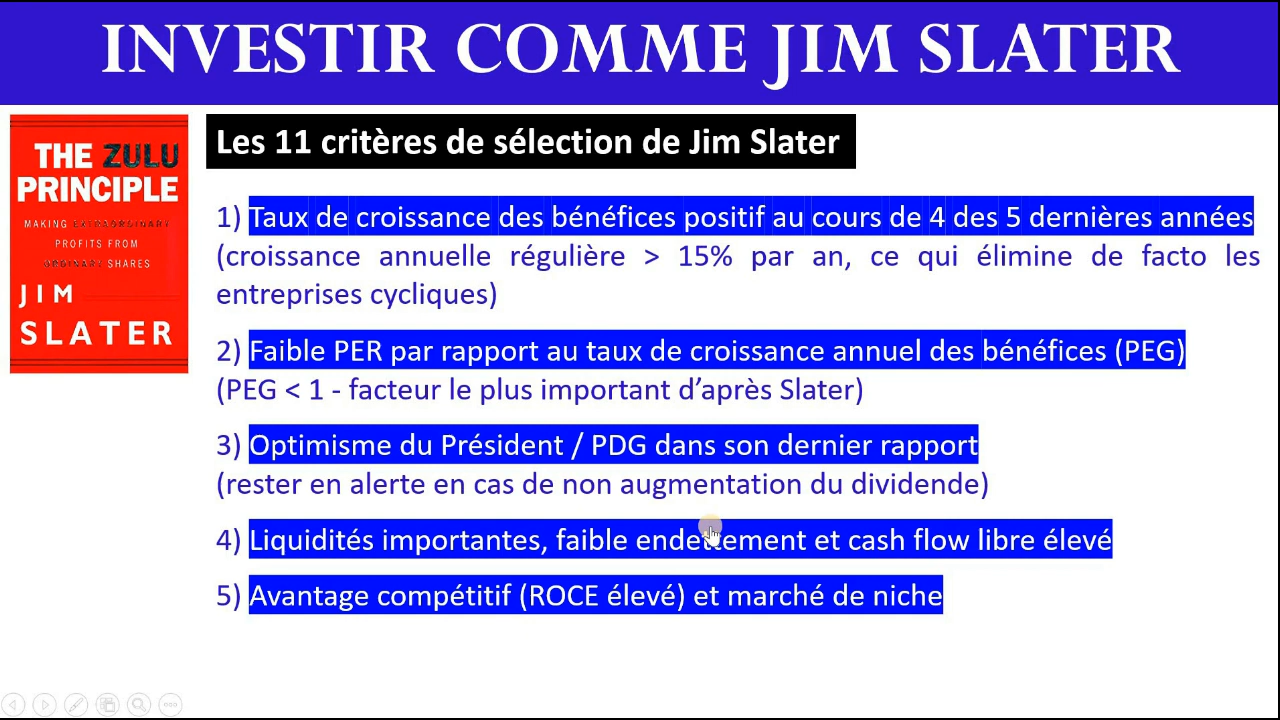 INVESTIR COMME JIM SLATER
THE ZULU
PRINCIPLE
MAKING EXTRAORDINARY
PROFITS FROM
ORDINARY SHARES
JIM
SLATER
Les 11 critères de sélection de Jim Slater
1) Taux de croissance des bénéfices positif au cours de 4 des 5 dernières années
(croissance annuelle régulière > 15% par an, ce qui élimine de facto les
entreprises cycliques)
2) Faible PER par rapport au taux de croissance annuel des bénéfices (PEG)
(PEG < 1 - facteur le plus important d’après Slater)
3) Optimisme du Président / PDG dans son dernier rapport
(rester en alerte en cas de non augmentation du dividende)
4) Liquidités importantes, faible endettement et cash flow libre élevé
5) Avantage compétitif (ROCE élevé) et marché de niche